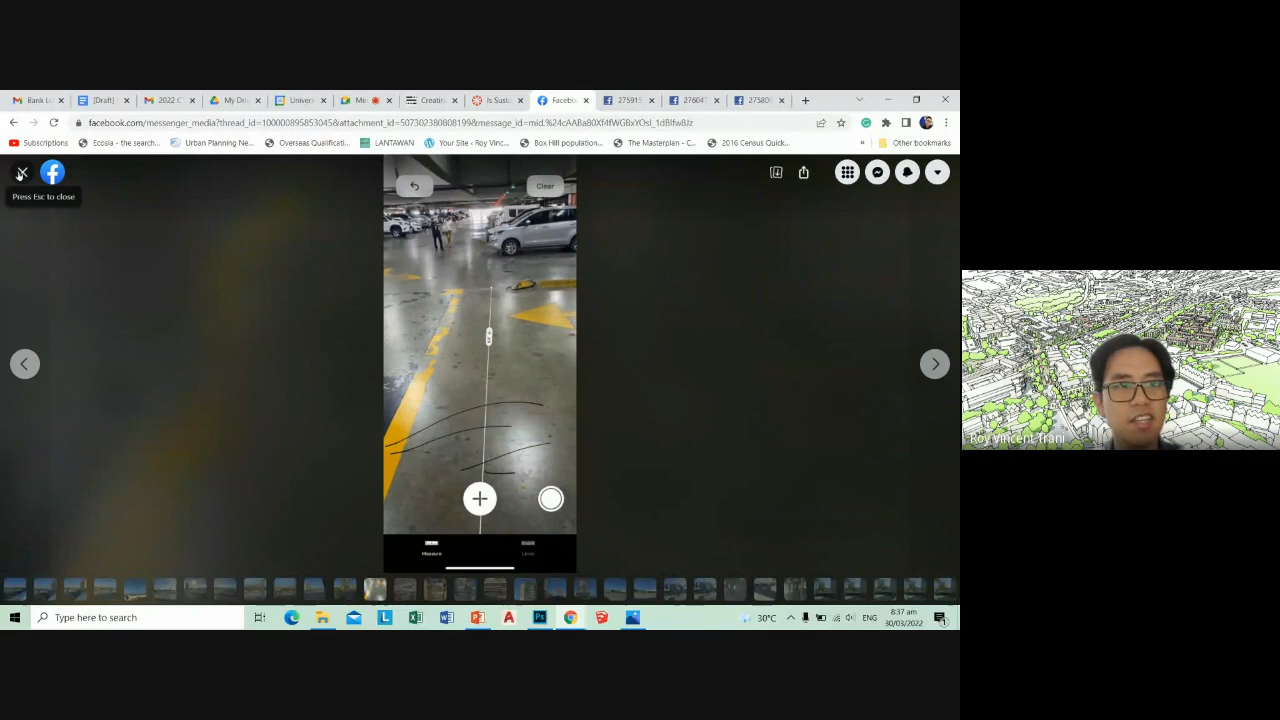 Bank L
[Draft]
2022 C
My Dri
Univers
Me
Creatin
Is Susta
Facebo
275915
27604
275809
facebook.com/messenger_media?thread_id=100000895853045&attachment_id=507302380808199&message_id=mid.%24cAABa80Xf4fWGBxYOsI_1dBlfw8Jz
Subscriptions
Ecosia - the search...
Urban Planning Ne...
Overseas Qualificati...
LANTAWAN
Your Site ‹ Roy Vinc...
Box Hill population...
The Masterplan - C...
2016 Census Quick...
»
Other bookmarks
Press Esc to close
Clear
Measure
Level
Roy Vincent Trani
Type here to search
30°C
ENG
8:37 am
30/03/2022